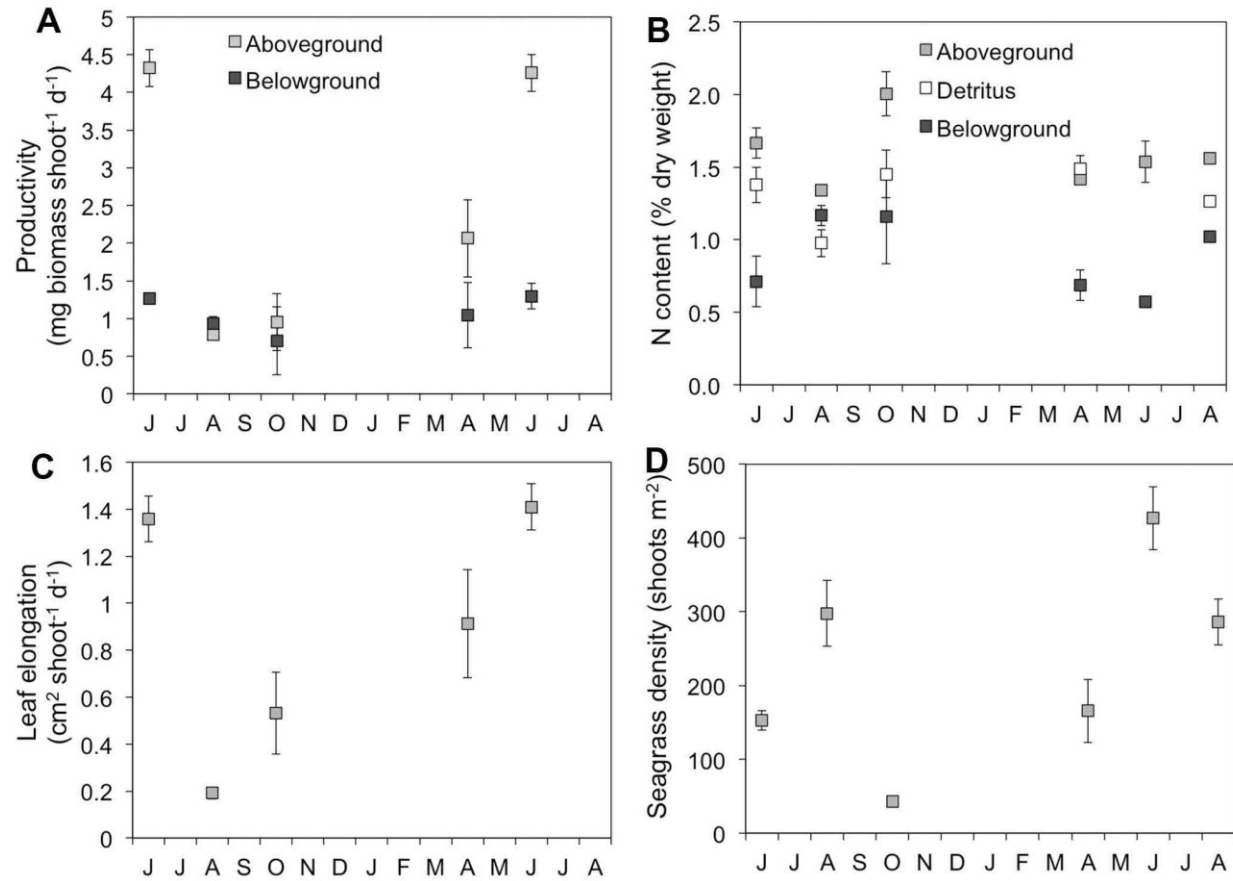 A
Productivity
(mg biomass shoot-1 d-1)
5
4.5
4
3.5
3
2.5
2
1.5
1
0.5
0
Aboveground
Belowground
J J A S O N D J F M A M J J A
B
N content (% dry weight)
2.5
2.0
1.5
1.0
0.5
0.0
Aboveground
Detritus
Belowground
J J A S O N D J F M A M J J A
C
Leaf elongation
(cm2 shoot-1 d-1)
1.6
1.4
1.2
1
0.8
0.6
0.4
0.2
0
J J A S O N D J F M A M J J A
D
Seagrass density (shoots m-2)
500
400
300
200
100
0
J J A S O N D J F M A M J J A